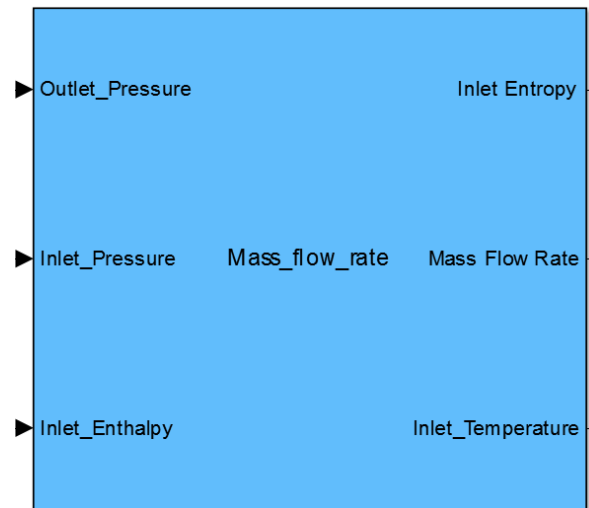 Outlet_Pressure
Inlet Entropy
Inlet_Pressure
Mass_flow_rate
Mass Flow Rate
Inlet_Enthalpy
Inlet_Temperature